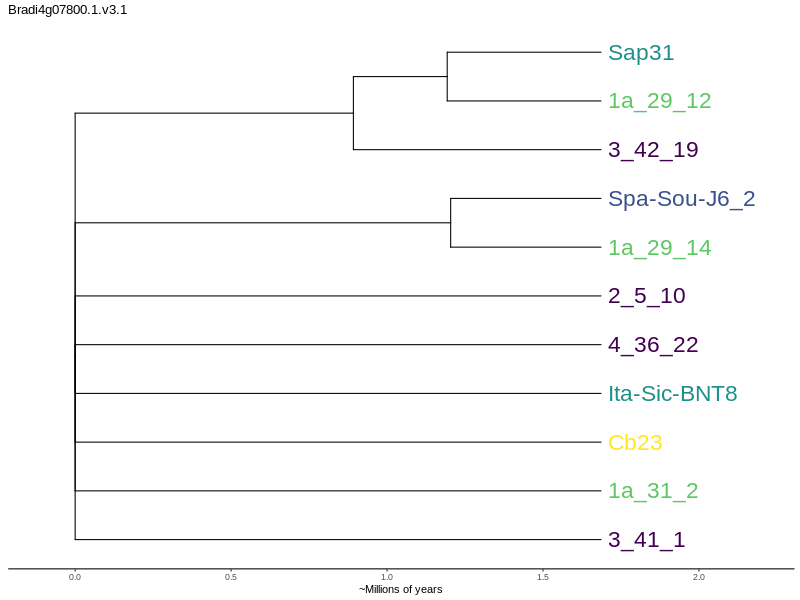 Bradi4g07800.1.v3.1
Sap31
1a_29_12
3_42_19
Spa-Sou-J6_2
1a_29_14
2_5_10
4_36_22
Ita-Sic-BNT8
Cb23
1a_31_2
3_41_1
0.0 0.5 1.0 1.5 2.0
~Millions of years